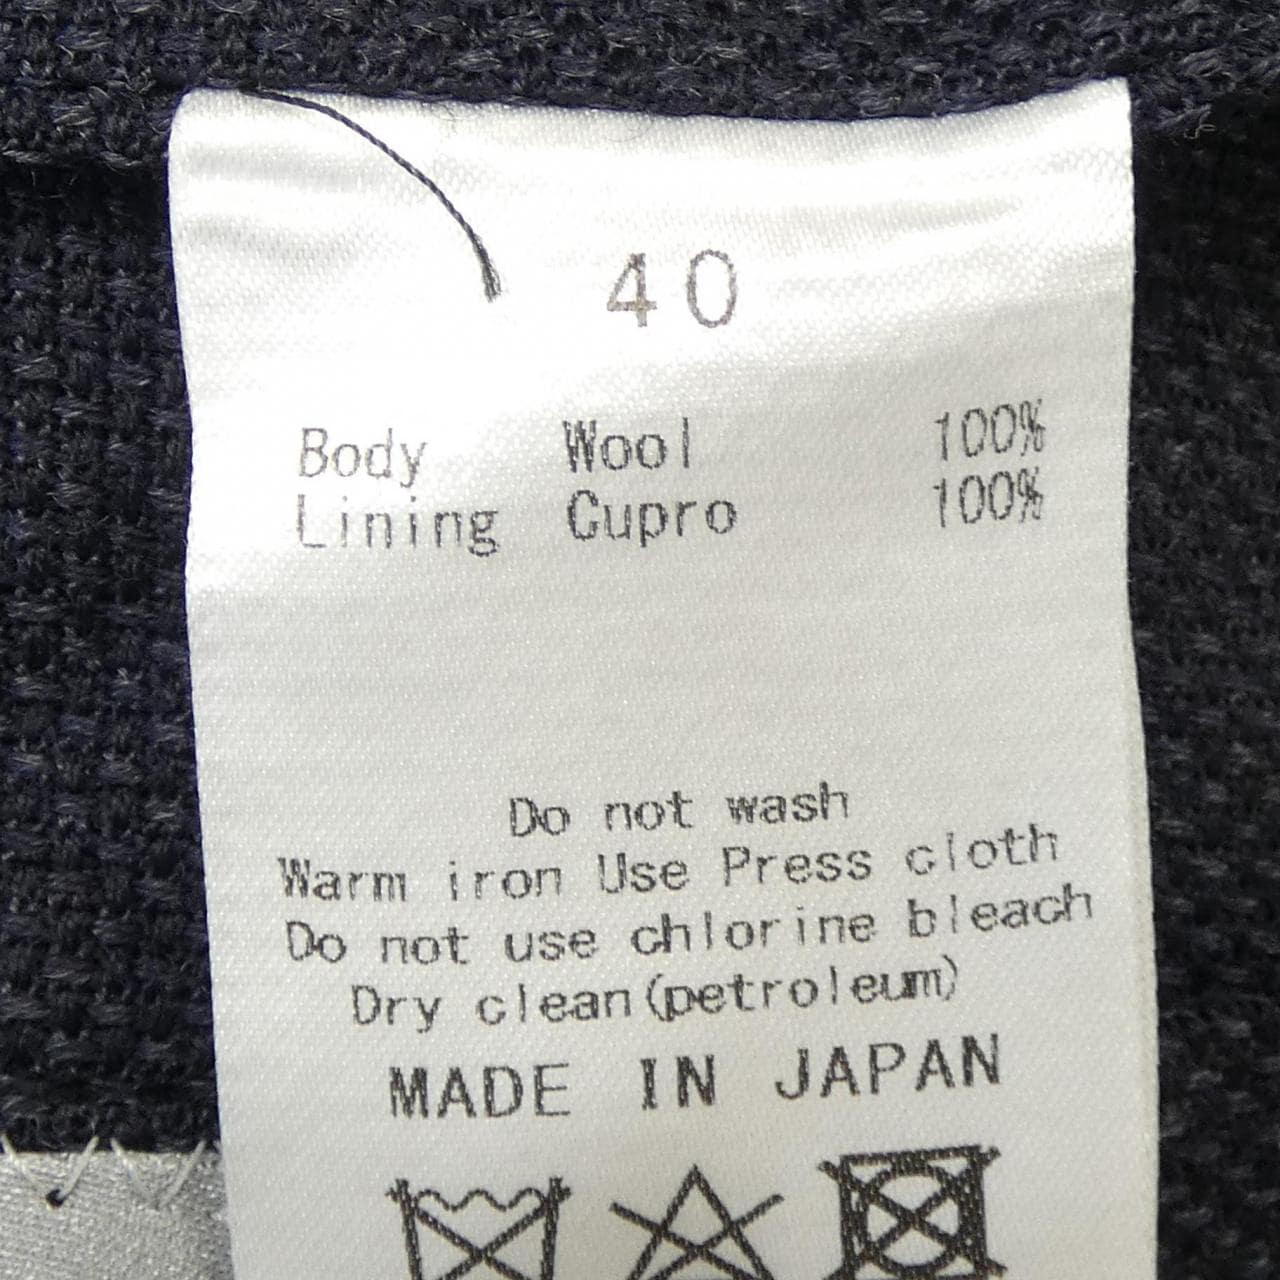 40
Body Wool 100%
Lining Cupro 100%
Do not wash
Warm iron Use Press cloth
Do not use chlorine bleach
Dry clean(petroleum)
MADE IN JAPAN